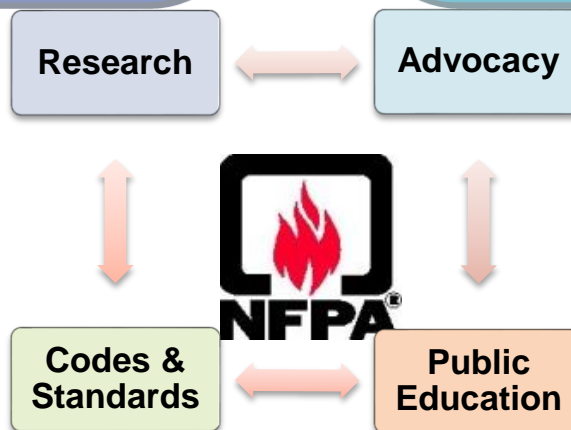 Research
Advocacy
NFPA®
Codes &
Standards
Public
Education